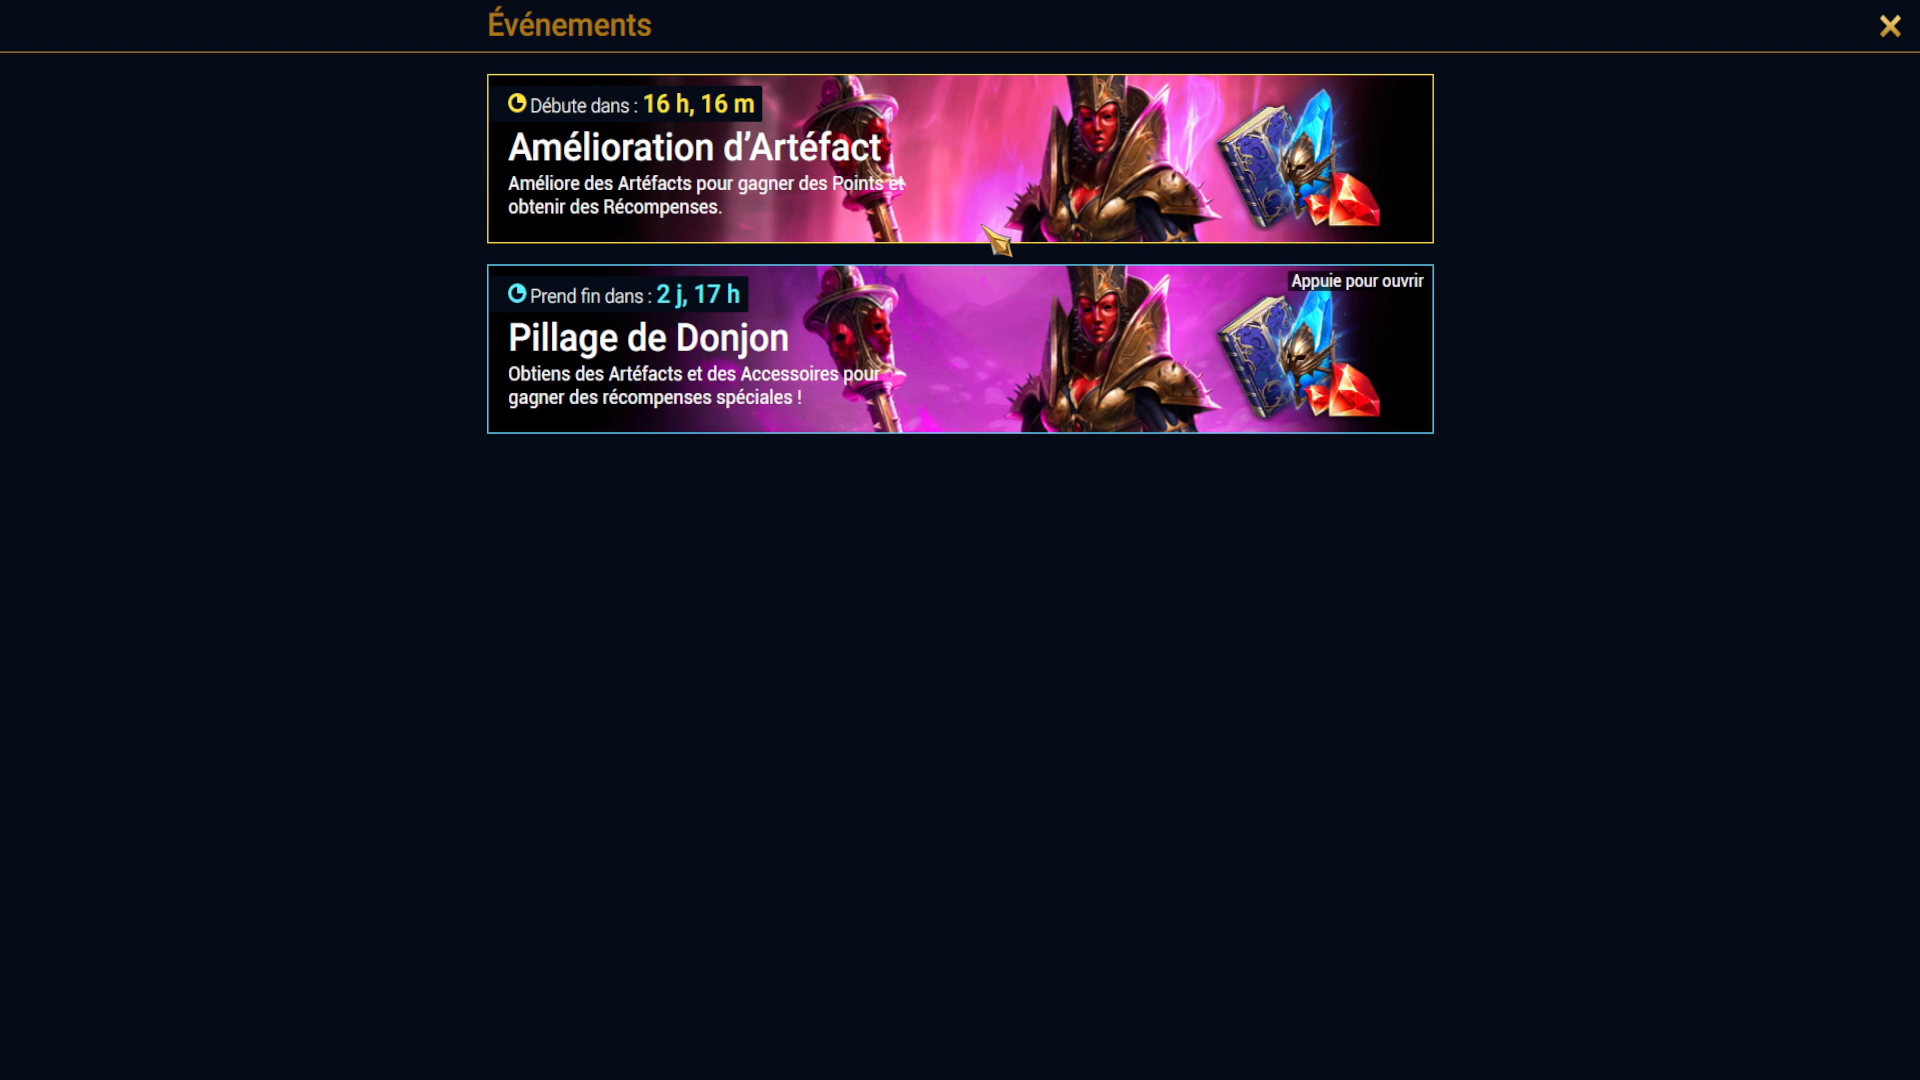 Événements
Débute dans : 16 h, 16 m
Amélioration d’Artéfact
Améliore des Artéfacts pour gagner des Points et
obtenir des Récompenses.
Prend fin dans : 2 j, 17 h
Appuie pour ouvrir
Pillage de Donjon
Obtiens des Artéfacts et des Accessoires pour
gagner des récompenses spéciales !